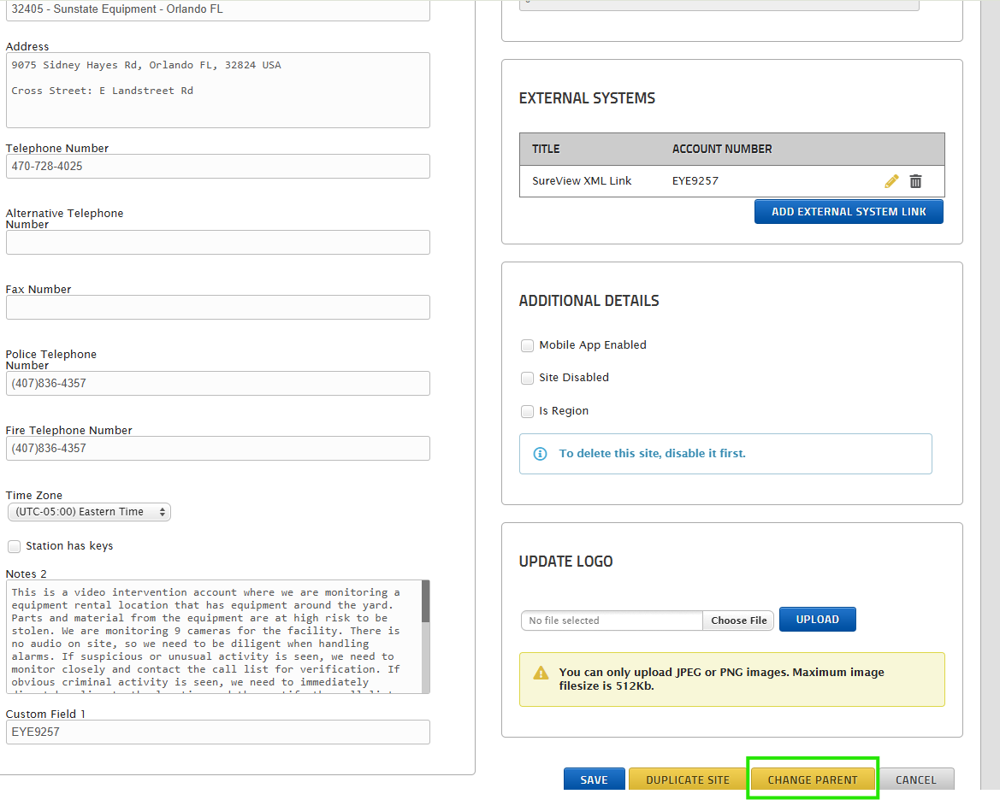 32405 - Sunstate Equipment - Orlando FL
Address
9075 Sidney Hayes Rd, Orlando FL, 32824 USA
Cross Street: E Landstreet Rd
Telephone Number
470-728-4025
Alternative Telephone
Number
Fax Number
Police Telephone
Number
(407)836-4357
Fire Telephone Number
(407)836-4357
Time Zone
(UTC-05:00) Eastern Time
Station has keys
Notes 2
This is a video intervention account where we are monitoring a
equipment rental location that has equipment around the yard.
Parts and material from the equipment are at high risk to be
stolen. We are monitoring 9 cameras for the facility. There is
no audio on site, so we need to be diligent when handling
alarms. If suspicious or unusual activity is seen, we need to
monitor closely and contact the call list for verification. If
obvious criminal activity is seen, we need to immediately
Custom Field 1
EYE9257
EXTERNAL SYSTEMS
TITLE ACCOUNT NUMBER
SureView XML Link EYE9257
ADD EXTERNAL SYSTEM LINK
ADDITIONAL DETAILS
Mobile App Enabled
Site Disabled
Is Region
To delete this site, disable it first.
UPDATE LOGO
No file selected Choose File UPLOAD
You can only upload JPEG or PNG images. Maximum image
filesize is 512Kb.
SAVE DUPLICATE SITE CHANGE PARENT CANCEL